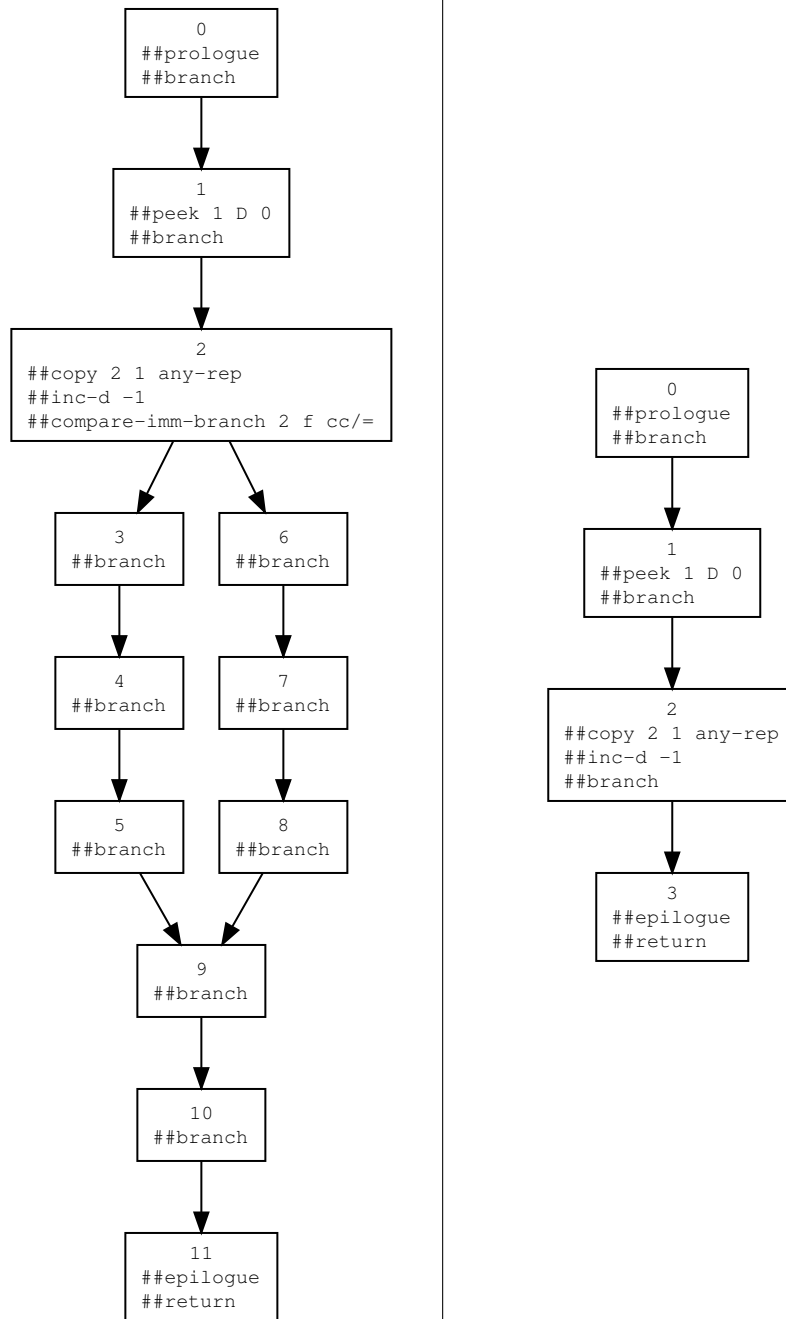 0
##prologue
##branch
1
##peek 1 D 0
##branch
2
##copy 2 1 any-rep
##inc-d -1
##compare-imm-branch 2 f cc/=
3
##branch
6
##branch
4
##branch
7
##branch
5
##branch
8
##branch
9
##branch
10
##branch
11
##epilogue
##return
0
##prologue
##branch
1
##peek 1 D 0
##branch
2
##copy 2 1 any-rep
##inc-d -1
##branch
3
##epilogue
##return